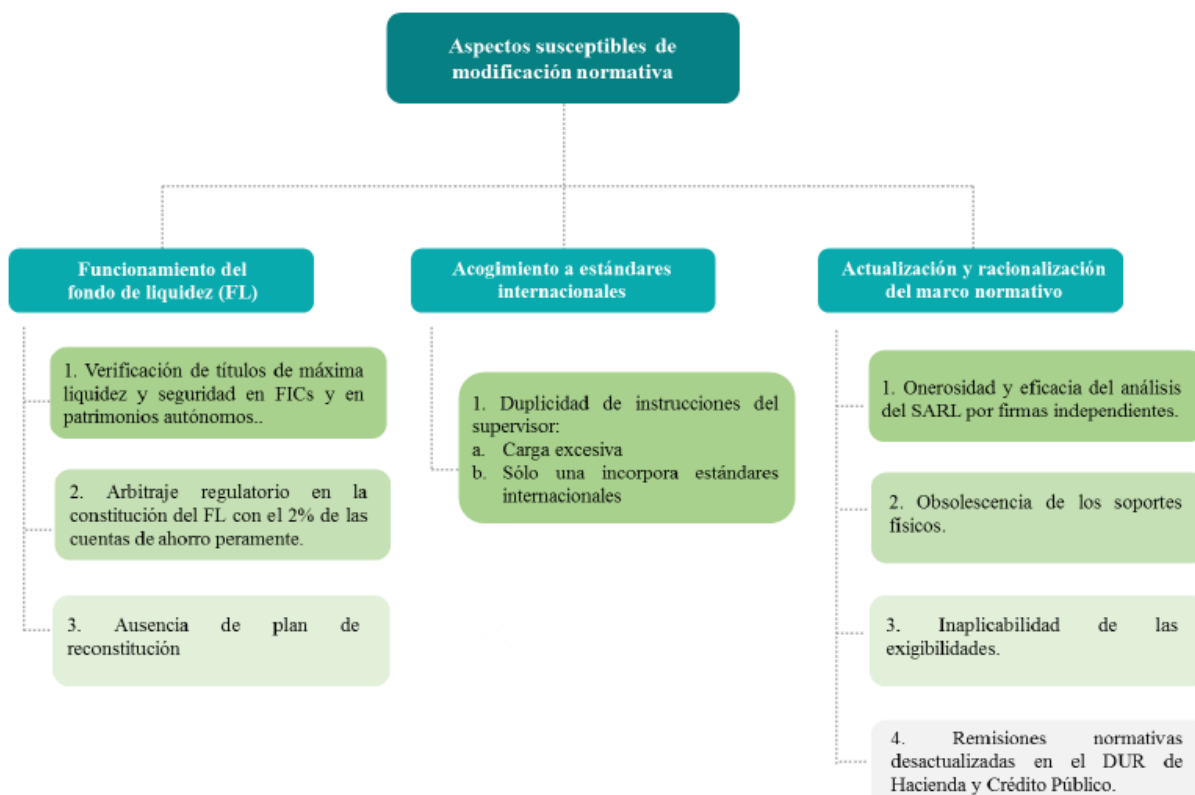 Aspectos susceptibles de
modificación normativa
Funcionamiento del
fondo de liquidez (FL)
1. Verificación de títulos de máxima
liquidez y seguridad en FICs y en
patrimonios autónomos..
2. Arbitraje regulatorio en la
constitución del FL con el 2% de las
cuentas de ahorro peramente.
3. Ausencia de plan de
reconstitución
Acogimiento a estándares
internacionales
1. Duplicidad de instrucciones del
supervisor:
a. Carga excesiva
b. Sólo una incorpora estándares
internacionales
Actualización y racionalización
del marco normativo
1. Onerosidad y eficacia del análisis
del SARL por firmas independientes.
2. Obsolescencia de los soportes
físicos.
3. Inaplicabilidad de las
exigibilidades.
4. Remisiones normativas
desactualizadas en el DUR de
Hacienda y Crédito Público.